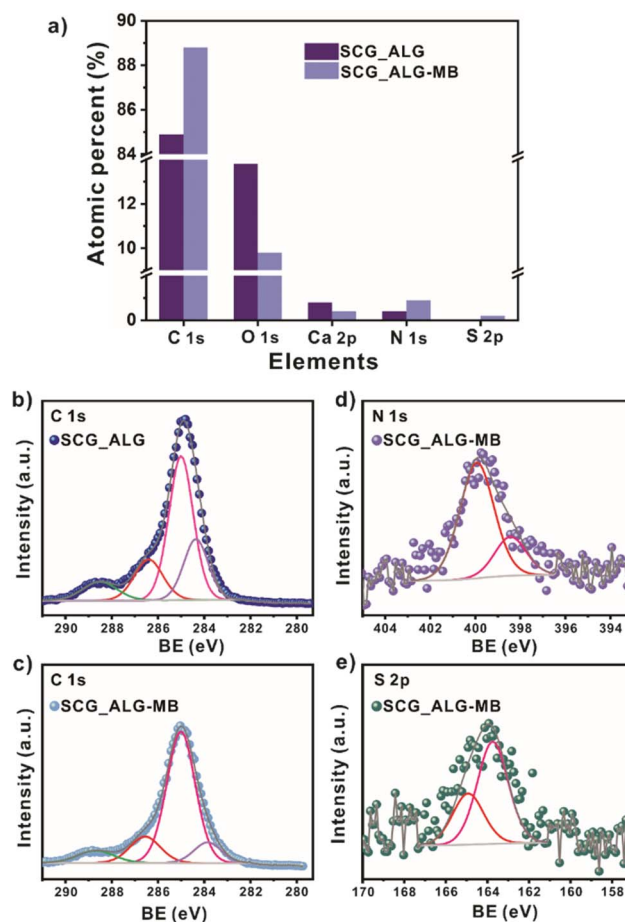 a)
Atomic percent (%)
90
88
86
84
12
10
0
SCG_ALG
SCG_ALG-MB
C 1s O 1s Ca 2p N 1s S 2p
Elements
b)
C 1s
SCG_ALG
Intensity (a.u.)
290 288 286 284 282 280
BE (eV)
d)
N 1s
SCG_ALG-MB
Intensity (a.u.)
404 402 400 398 396 394
BE (eV)
c)
C 1s
SCG_ALG-MB
Intensity (a.u.)
290 288 286 284 282 280
BE (eV)
e)
S 2p
SCG_ALG-MB
Intensity (a.u.)
170 168 166 164 162 160 158
BE (eV)